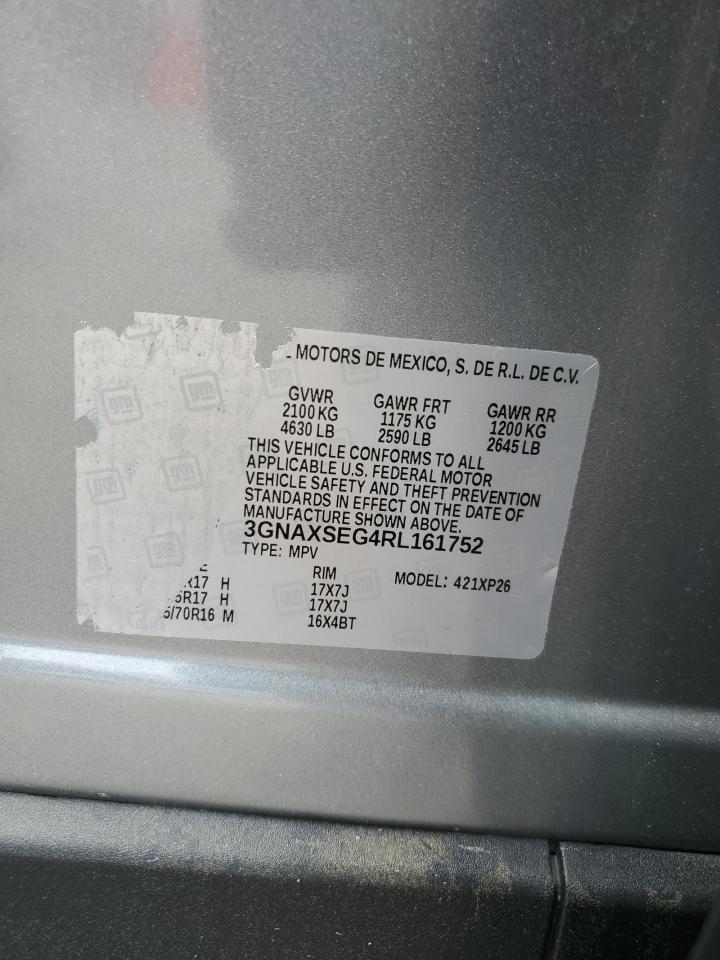 MOTORS DE MEXICO, S. DE R.L. DE C.V.
GVWR GAWR FRT GAWR RR
2100 KG 1175 KG 1200 KG
4630 LB 2590 LB 2645 LB
THIS VEHICLE CONFORMS TO ALL
APPLICABLE U.S. FEDERAL MOTOR
VEHICLE SAFETY AND THEFT PREVENTION
STANDARDS IN EFFECT ON THE DATE OF
MANUFACTURE SHOWN ABOVE.
3GNAXSEG4RL161752
TYPE: MPV
RIM MODEL: 421XP26
R17 H 17X7J
5R17 H 17X7J
5/70R16 M 16X4BT